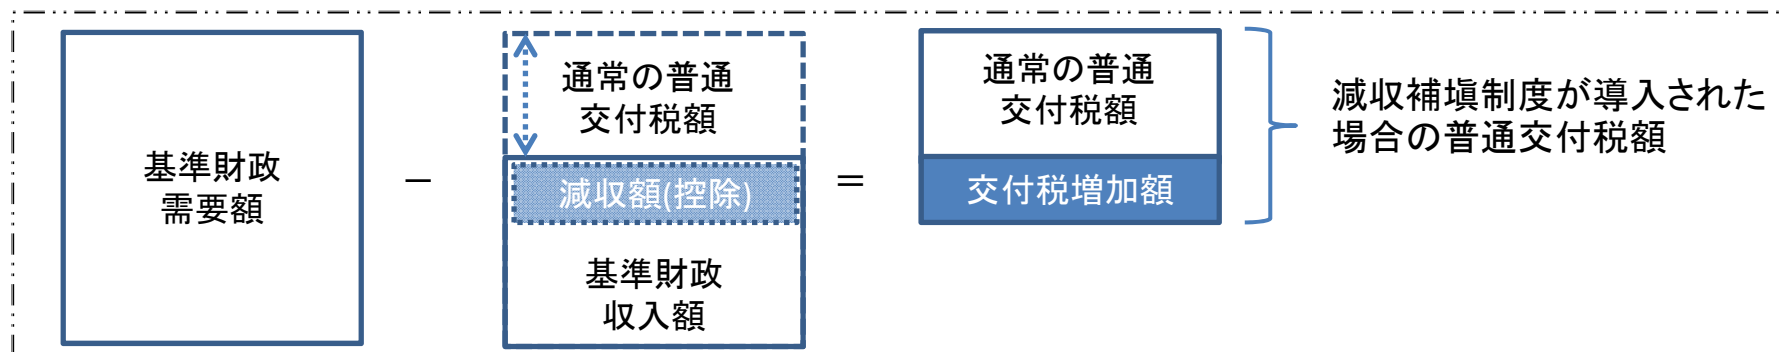 基準財政
需要額
－
通常の普通
交付税額
減収額(控除)
基準財政
収入額
＝
通常の普通
交付税額
交付税増加額
減収補塡制度が導入された
場合の普通交付税額